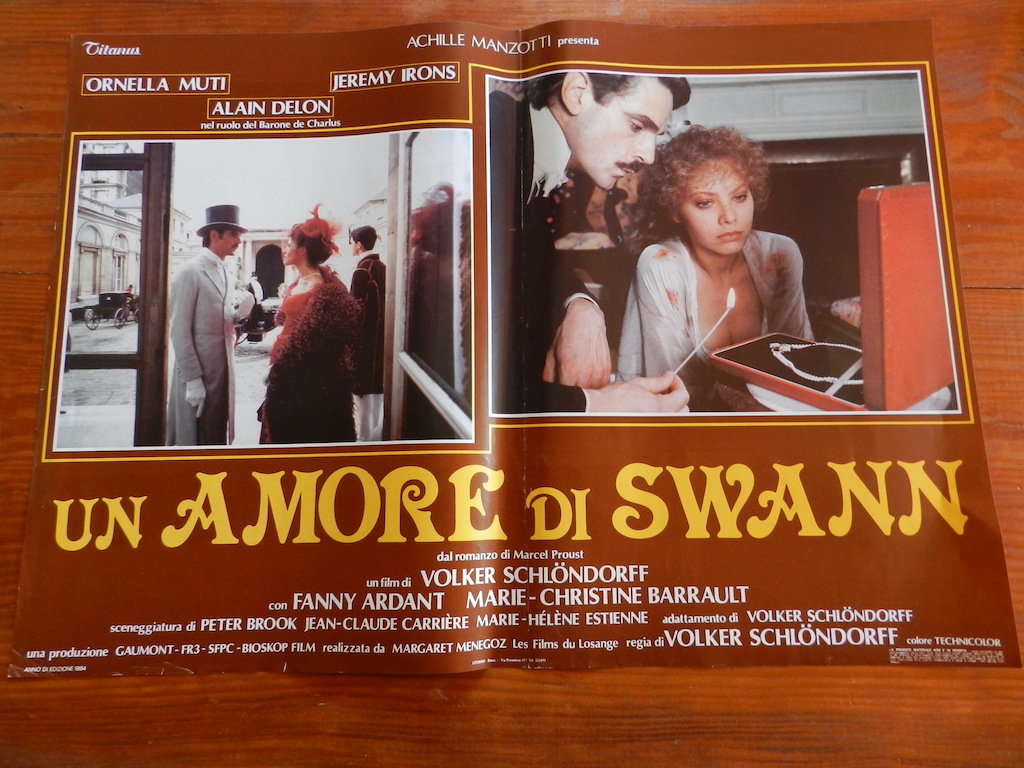 Titanus
ACHILLE MANZOTTI presenta
ORNELLA MUTI
JEREMY IRONS
ALAIN DELON
nel ruolo del Barone de Charlus
UN AMORE DI SWANN
dal romanzo di Marcel Proust
un film di VOLKER SCHLÖNDORFF
con FANNY ARDANT MARIE-CHRISTINE BARRAULT
sceneggiatura di PETER BROOK JEAN-CLAUDE CARRIÈRE MARIE-HÉLÈNE ESTIENNE adattamento di VOLKER SCHLÖNDORFF
una produzione GAUMONT-FR3-SFPC-BIOSKOP FILM realizzata da MARGARET MENEGOZ Les Films du Losange regia di VOLKER SCHLÖNDORFF colore TECHNICOLOR
ANNO DI EDIZIONE 1984